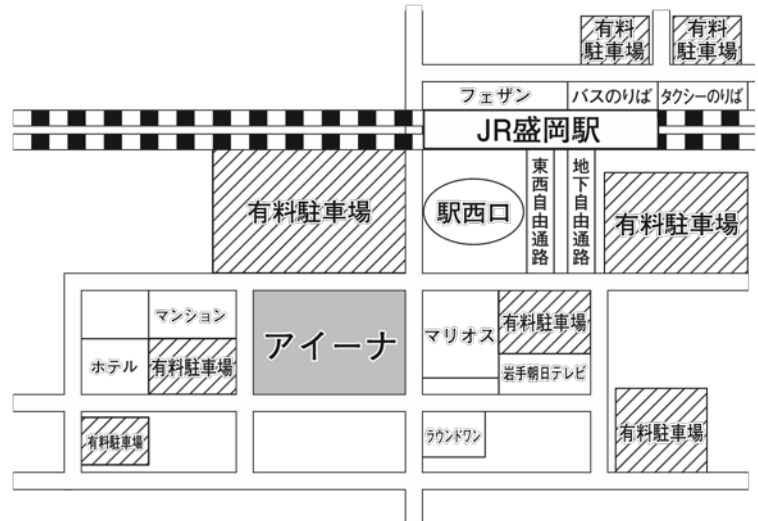 有料
駐車場
有料
駐車場
フェザン
バスのりば
タクシーのりば
JR盛岡駅
有料駐車場
駅西口
東西自由通路
地下自由通路
有料駐車場
マンション
アイーナ
マリオス
有料駐車場
ホテル
有料駐車場
岩手朝日テレビ
有料駐車場
ラウンドワン
有料駐車場